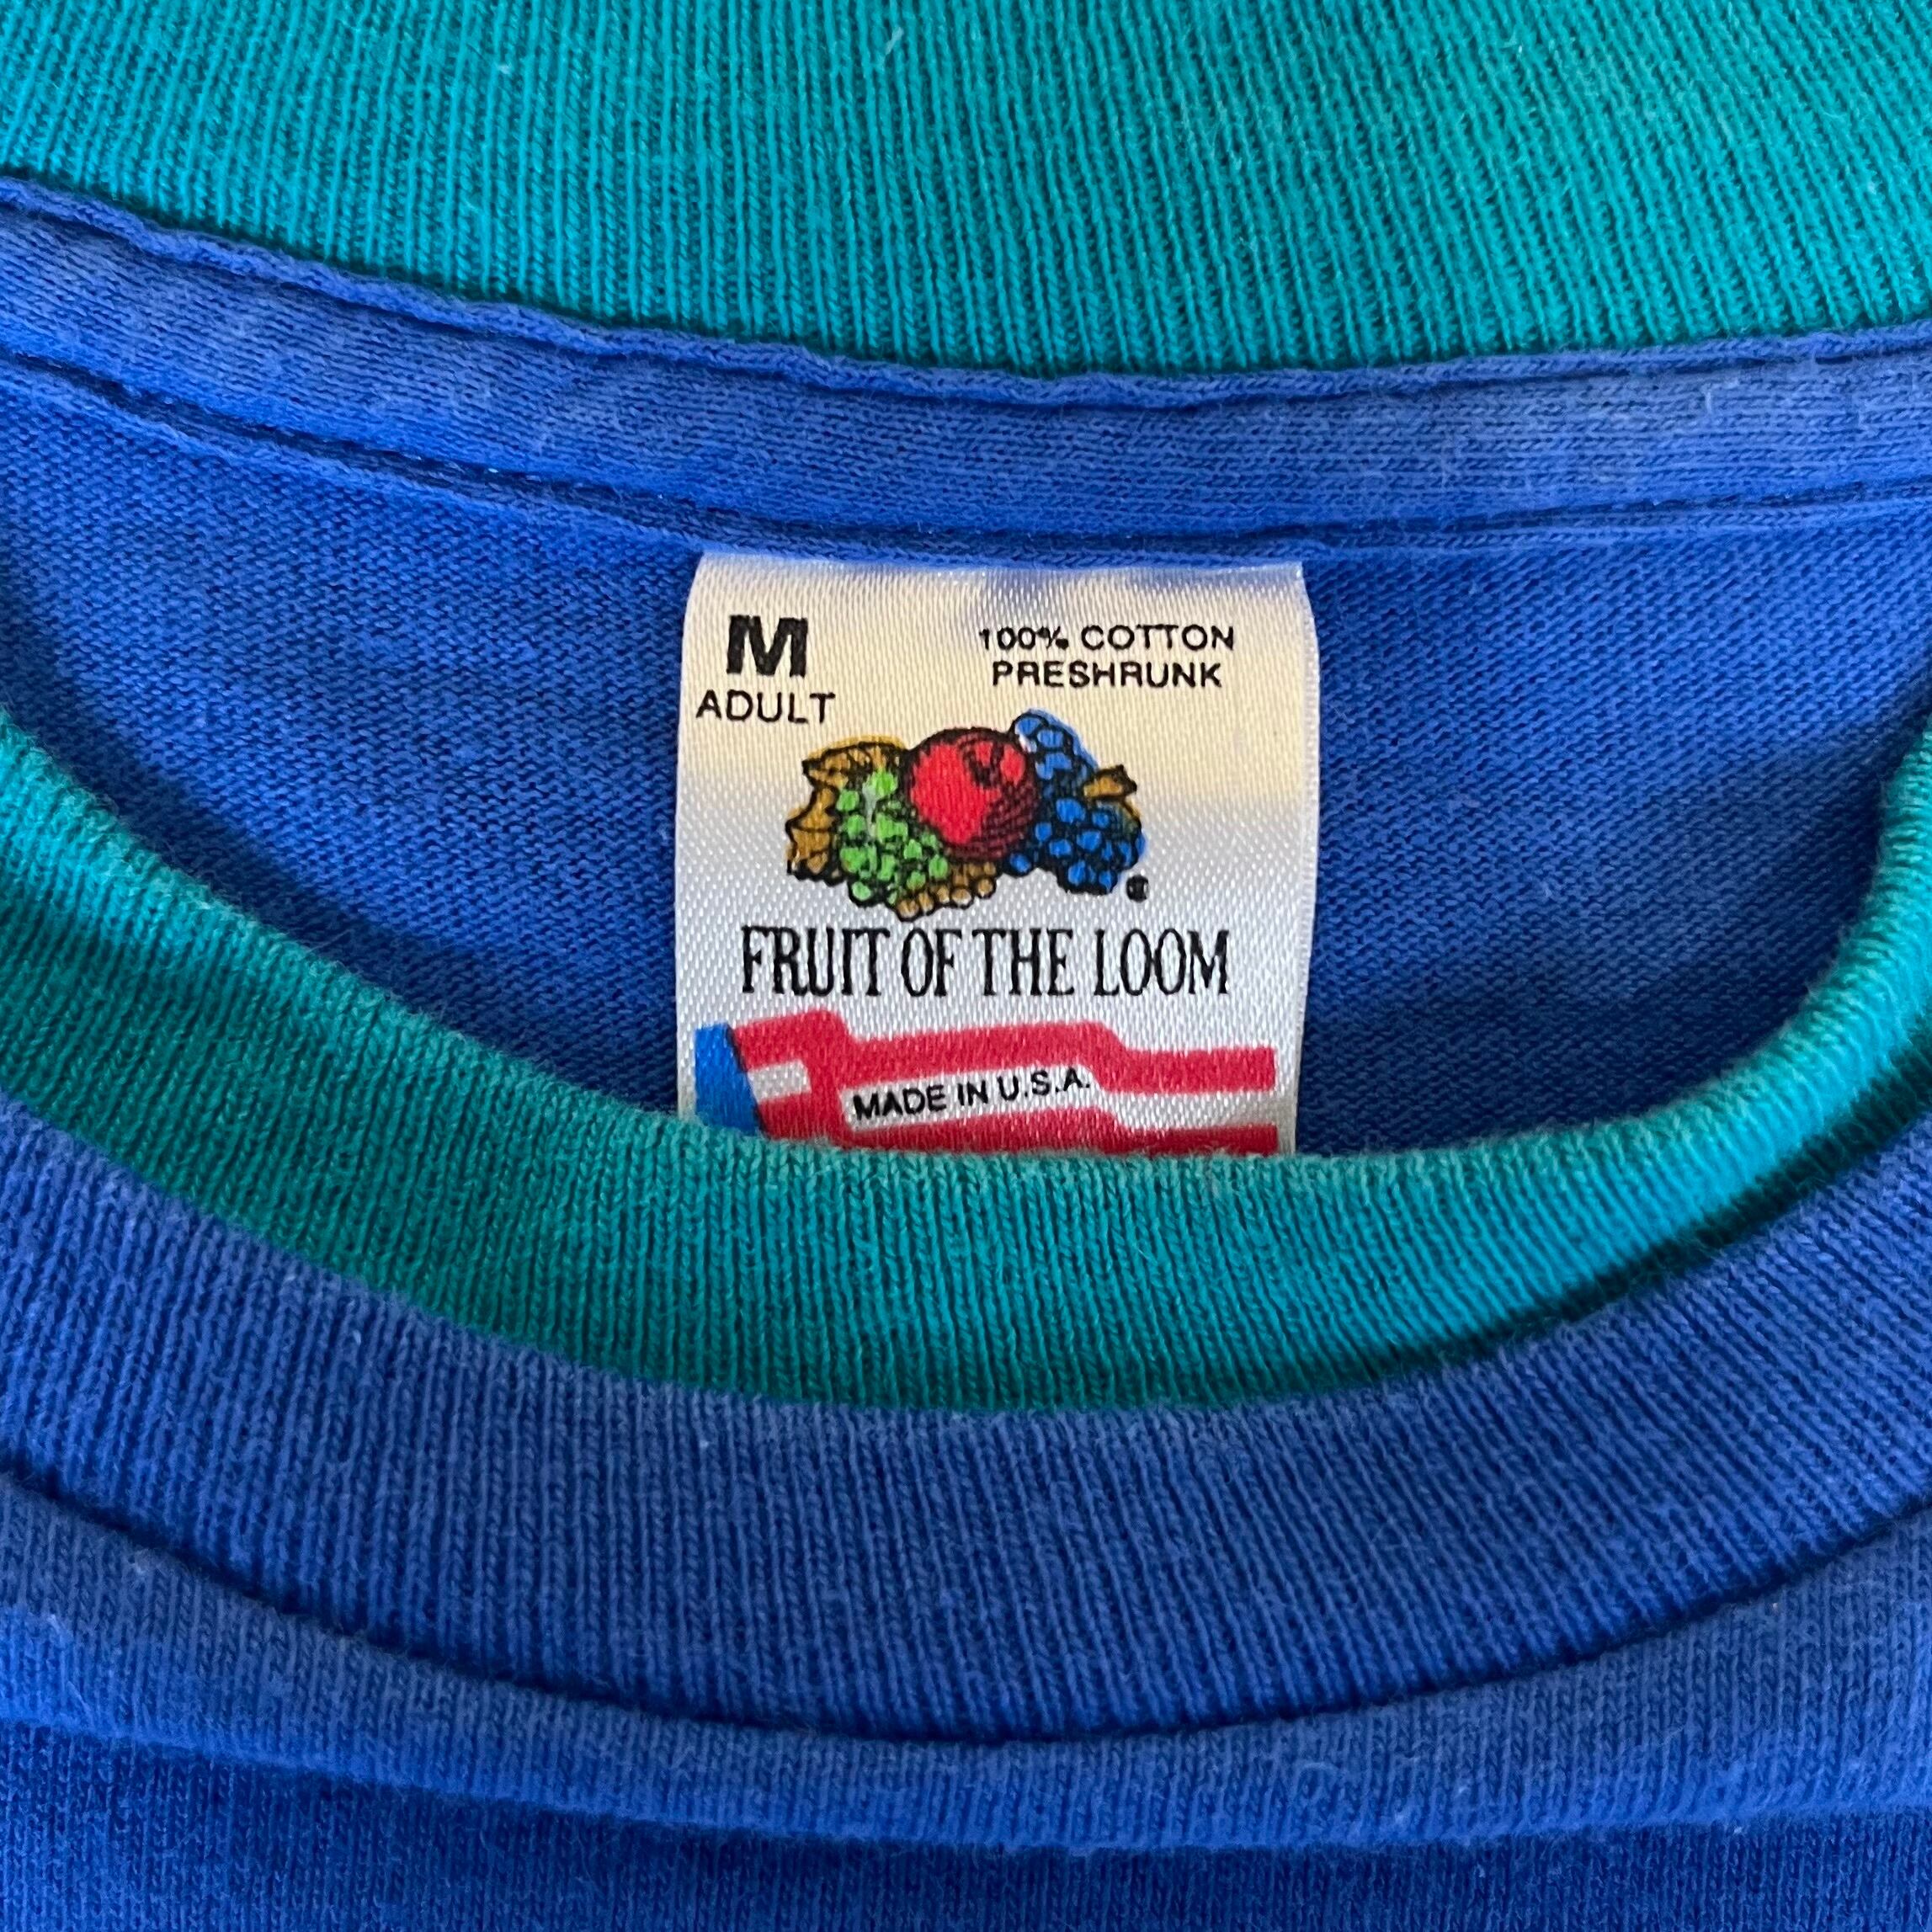 M
ADULT
100% COTTON
PRESHRUNK
FRUIT OF THE LOOM
MADE IN U.S.A.